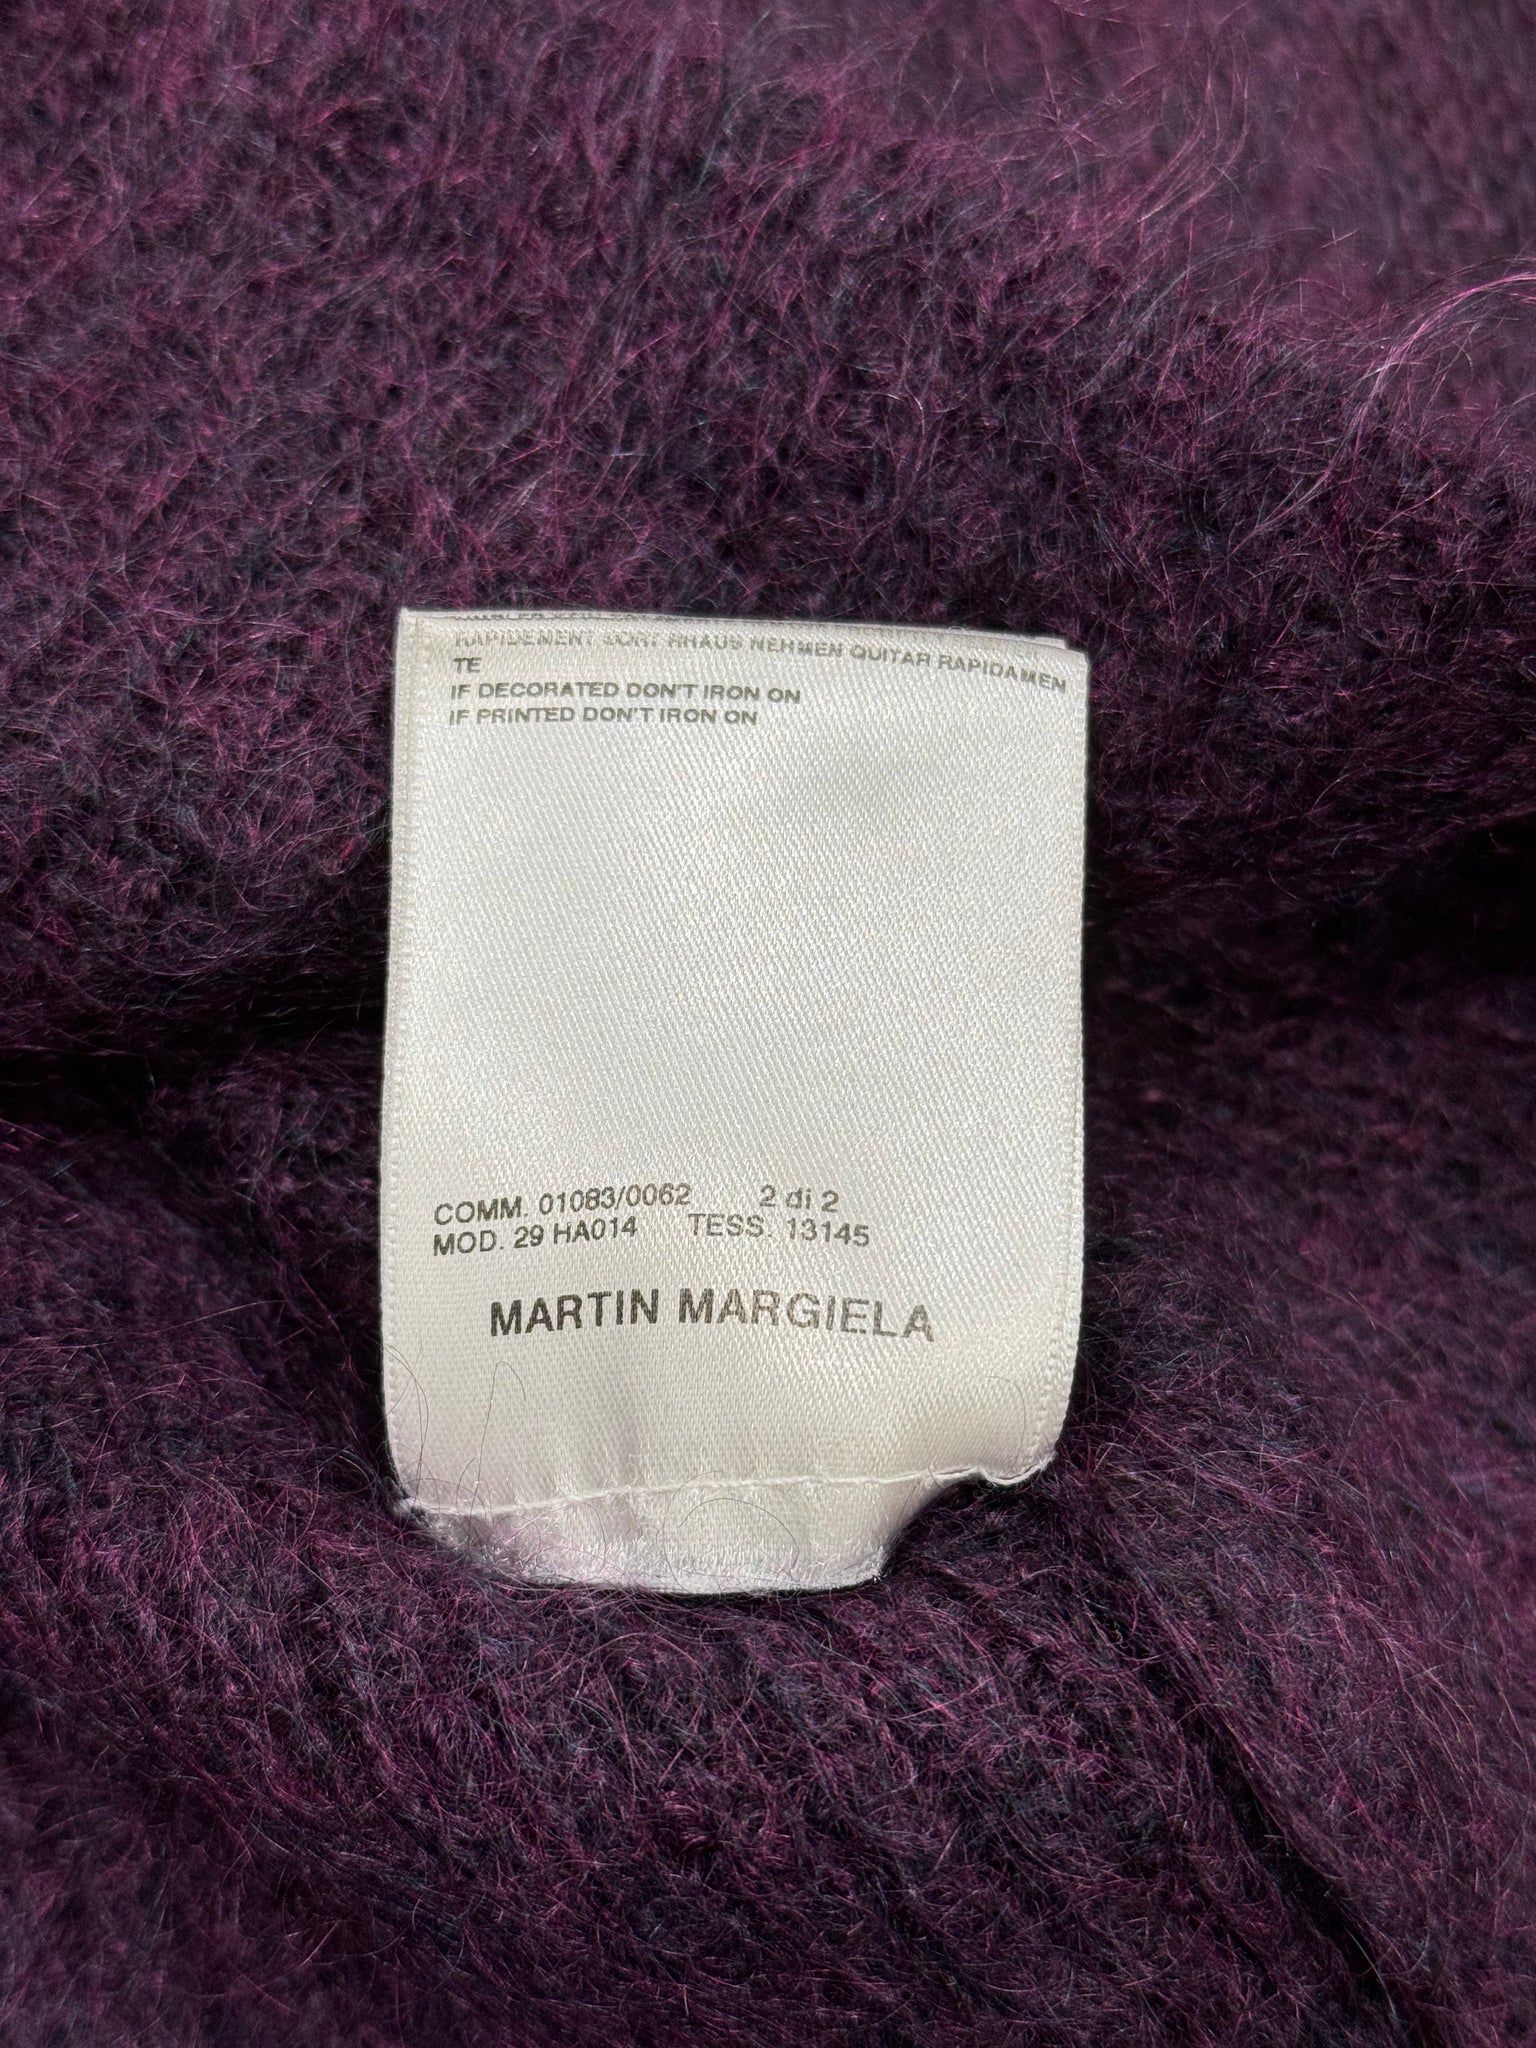 RAPIDEMENT SORT RHAUS NEHMEN QUITAR RAPIDAMEN
TE
IF DECORATED DON'T IRON ON
IF PRINTED DON'T IRON ON
COMM. 01083/0062 2 di 2
MOD. 29 HA014 TESS. 13145
MARTIN MARGIELA